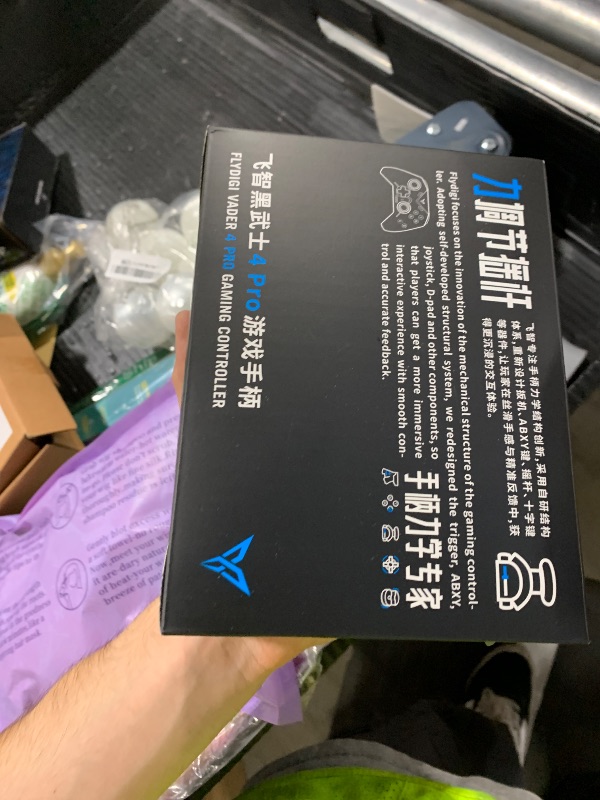 力调节摇杆
飞智专注手柄力学结构创新,采用自研结构
体系,重新设计扳机、ABXY键、摇杆、十字键
等器件,让玩家在丝滑手感与精准反馈中,获
得更沉浸的交互体验。
Flydigi focuses on the innovation of the mechanical structure of the gaming control-
ler. Adopting self-developed structural system, we redesigned the trigger, ABXY,
joystick, D-pad and other components, so
that players can get a more immersive
interactive experience with smooth con-
trol and accurate feedback.
手柄力学专家
飞智黑武士4 Pro游戏手柄
FLYDIGI VADER 4 PRO GAMING CONTROLLER